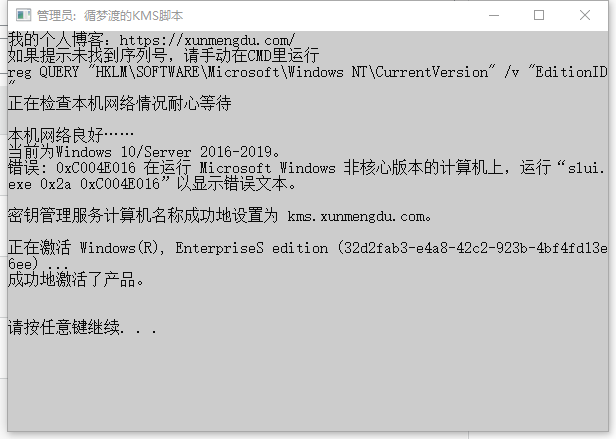 管理员: 循梦渡的KMS脚本
我的个人博客：https://xunmengdu.com/
如果提示未找到序列号，请手动在CMD里运行
reg QUERY "HKLM\SOFTWARE\Microsoft\Windows NT\CurrentVersion" /v "EditionID
"
正在检查本机网络情况耐心等待
本机网络良好……
当前为Windows 10/Server 2016-2019。
错误: 0xC004E016 在运行 Microsoft Windows 非核心版本的计算机上，运行“slui.
exe 0x2a 0xC004E016”以显示错误文本。
密钥管理服务计算机名称成功地设置为 kms.xunmengdu.com。
正在激活 Windows(R), EnterpriseS edition (32d2fab3-e4a8-42c2-923b-4bf4fd13e
6ee) ...
成功地激活了产品。
请按任意键继续. . .